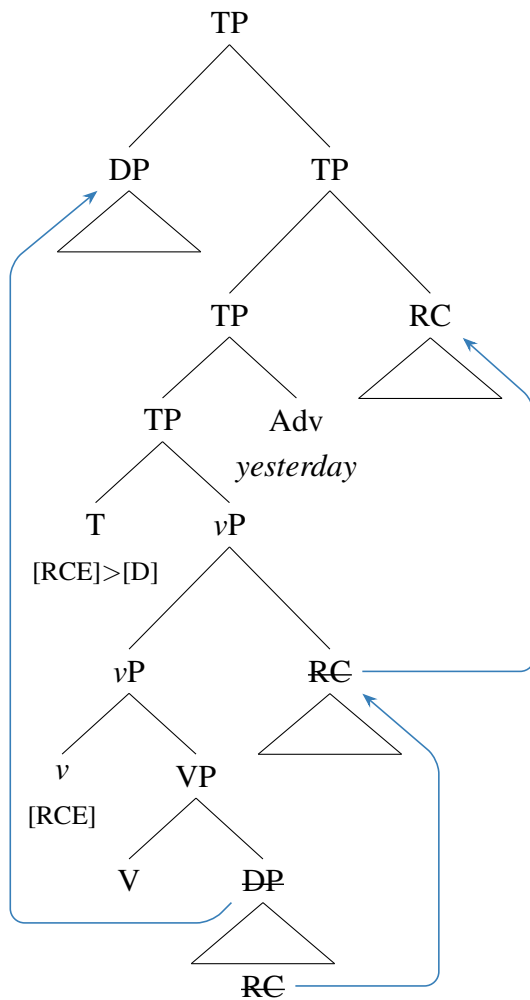 TP
DP TP
TP RC
TP Adv
yesterday
T vP
[RCE]>[D]
vP RC
v VP
[RCE]
V DP
RC